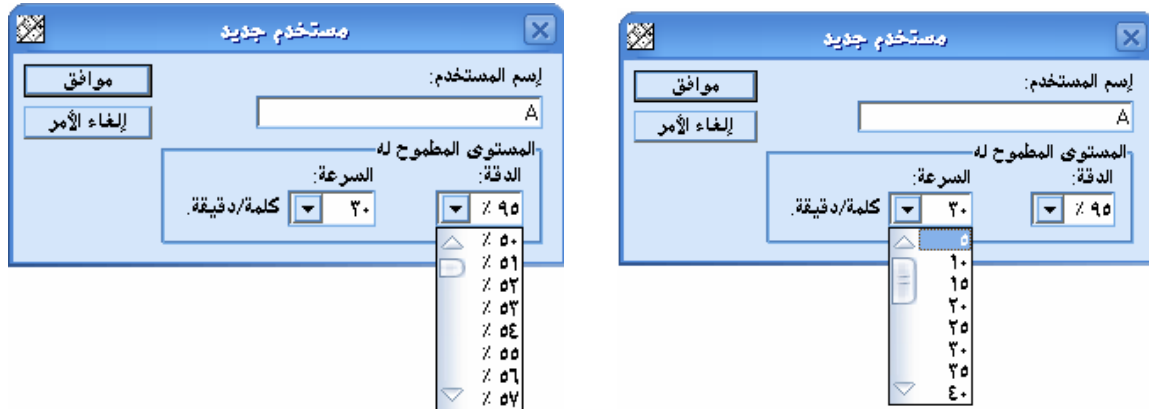 مستخدم جديد
إسم المستخدم:
موافق
A
إلغاء الأمر
المستوى المطموح له
الدقة:
السرعة:
٩٥ ٪
٣٠
كلمة/دقيقة.
٥٠ ٪
٥١ ٪
٥٢ ٪
٥٣ ٪
٥٤ ٪
٥٥ ٪
٥٦ ٪
٥٧ ٪
مستخدم جديد
إسم المستخدم:
موافق
A
إلغاء الأمر
المستوى المطموح له
الدقة:
السرعة:
٩٥ ٪
٣٠
كلمة/دقيقة.
٥
١٠
١٥
٢٠
٢٥
٣٠
٣٥
٤٠